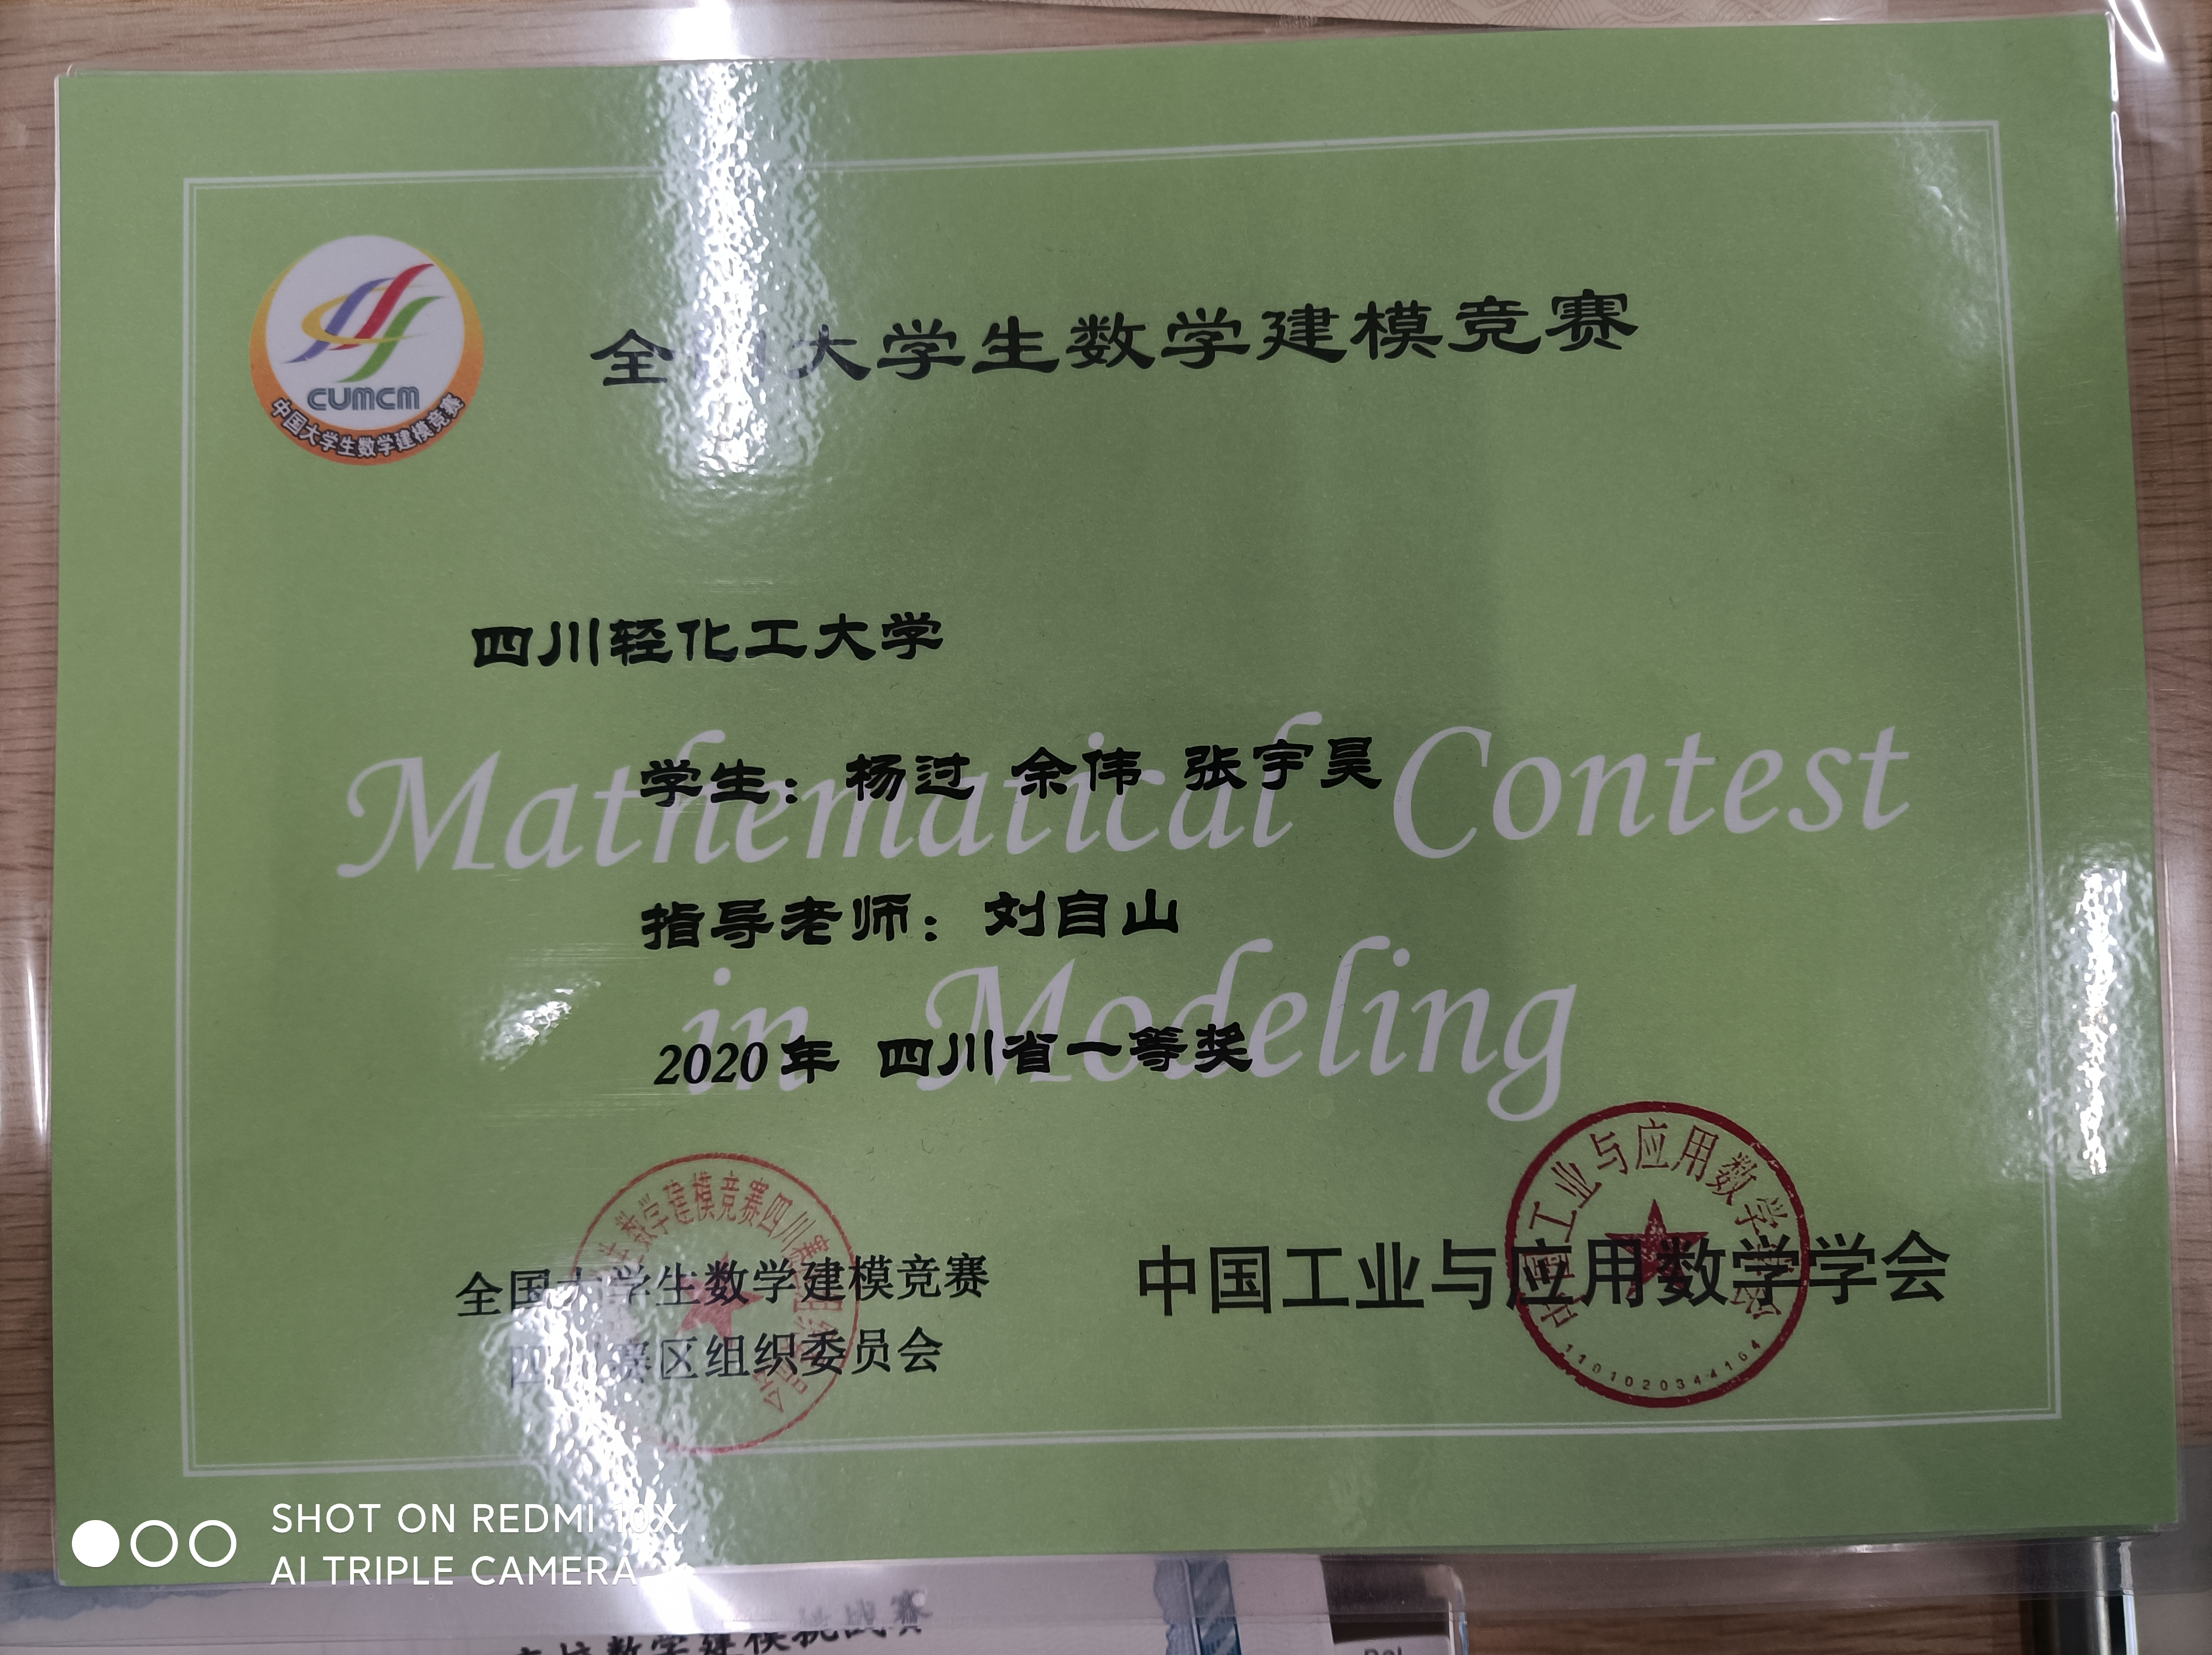 全国大学生数学建模竞赛
CUMCM
中国大学生数学建模竞赛
四川轻化工大学
学生：杨过 余伟 张宇昊
Mathematical Contest
指导老师：刘自山
in Modeling
2020年 四川省一等奖
生数学建模竞赛四川赛
全国大学生数学建模竞赛
四川赛区组织委员会
中国工业与应用数学学会
中国工业与应用数学学会
1101020344164
SHOT ON REDMI 10X
AI TRIPLE CAMERA
数学建模挑战赛